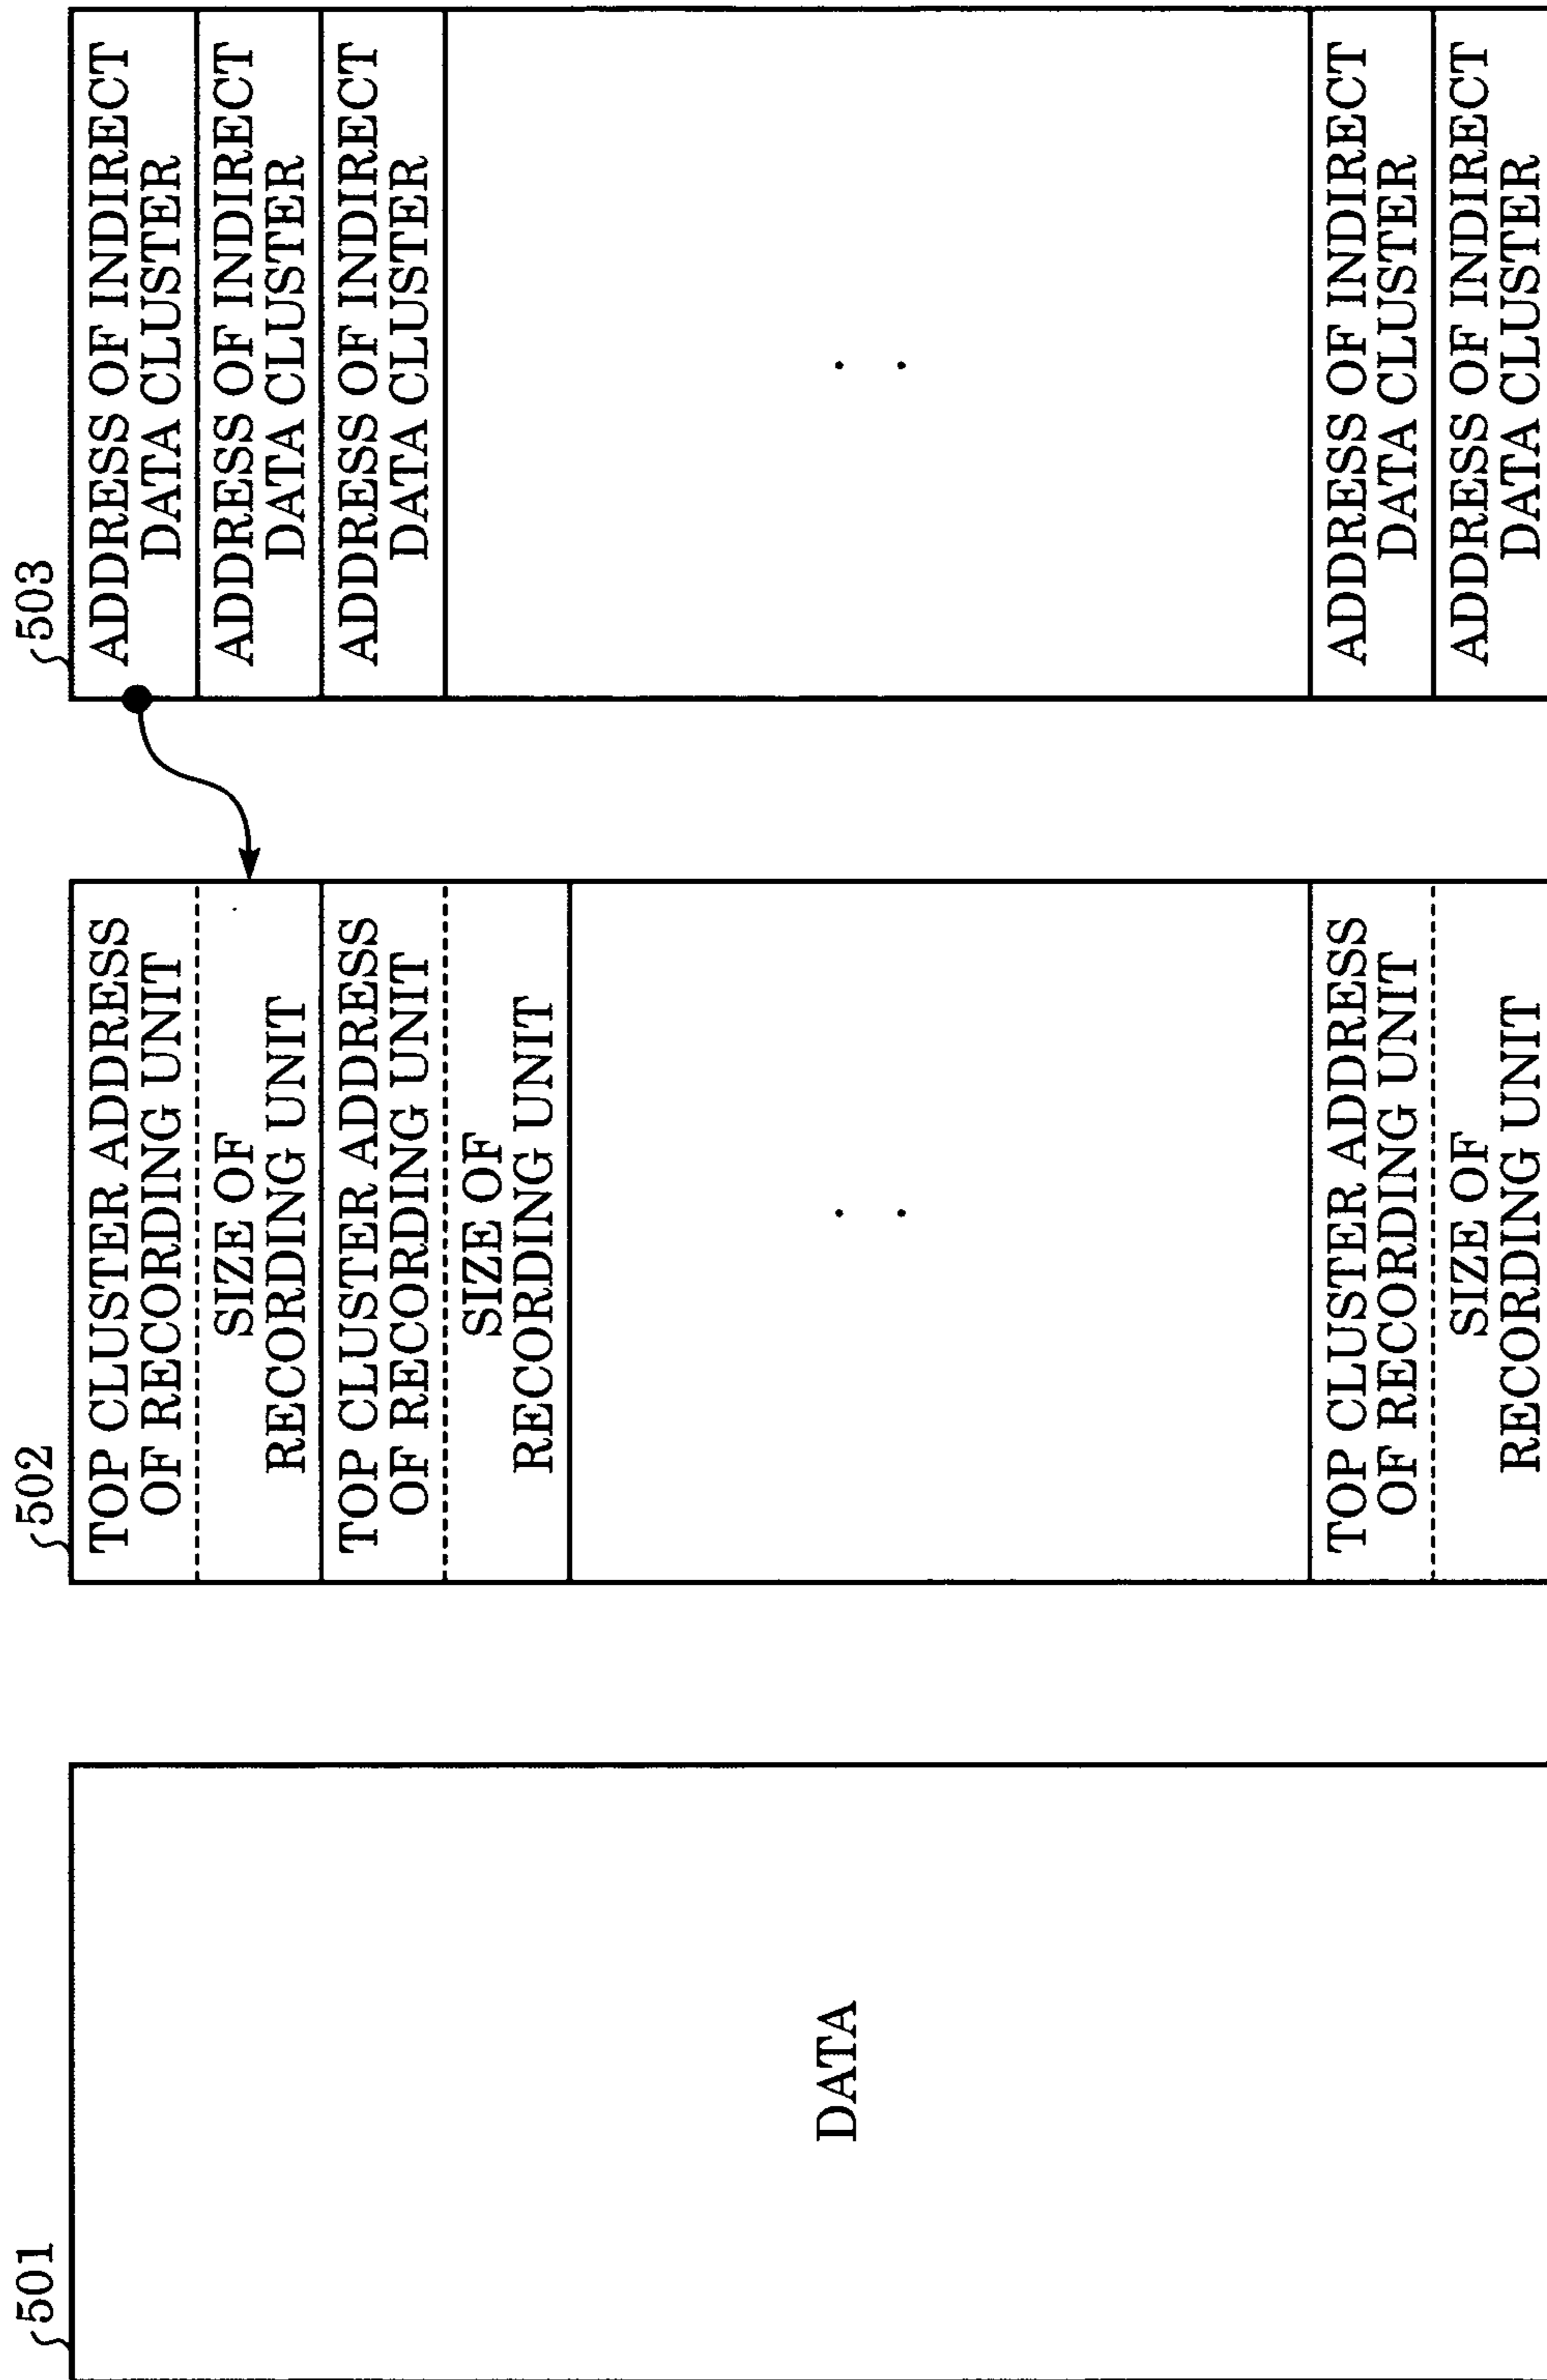 501
DATA
502
TOP CLUSTER ADDRESS
OF RECORDING UNIT
SIZE OF
RECORDING UNIT
TOP CLUSTER ADDRESS
OF RECORDING UNIT
SIZE OF
RECORDING UNIT
TOP CLUSTER ADDRESS
OF RECORDING UNIT
SIZE OF
RECORDING UNIT
503
ADDRESS OF INDIRECT
DATA CLUSTER
ADDRESS OF INDIRECT
DATA CLUSTER
ADDRESS OF INDIRECT
DATA CLUSTER
ADDRESS OF INDIRECT
DATA CLUSTER
ADDRESS OF INDIRECT
DATA CLUSTER